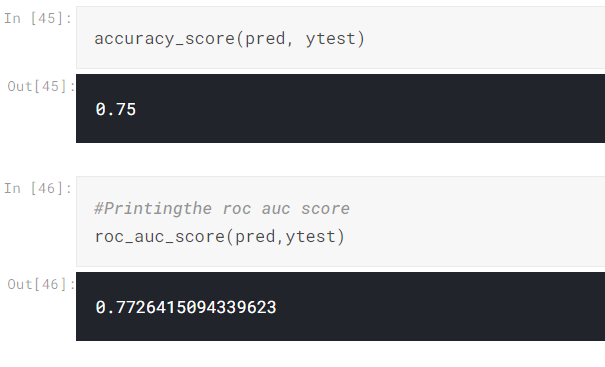 In [45]:
accuracy_score(pred, ytest)
Out[45]:
0.75
In [46]:
#Printingthe roc auc score
roc_auc_score(pred,ytest)
Out[46]:
0.7726415094339623